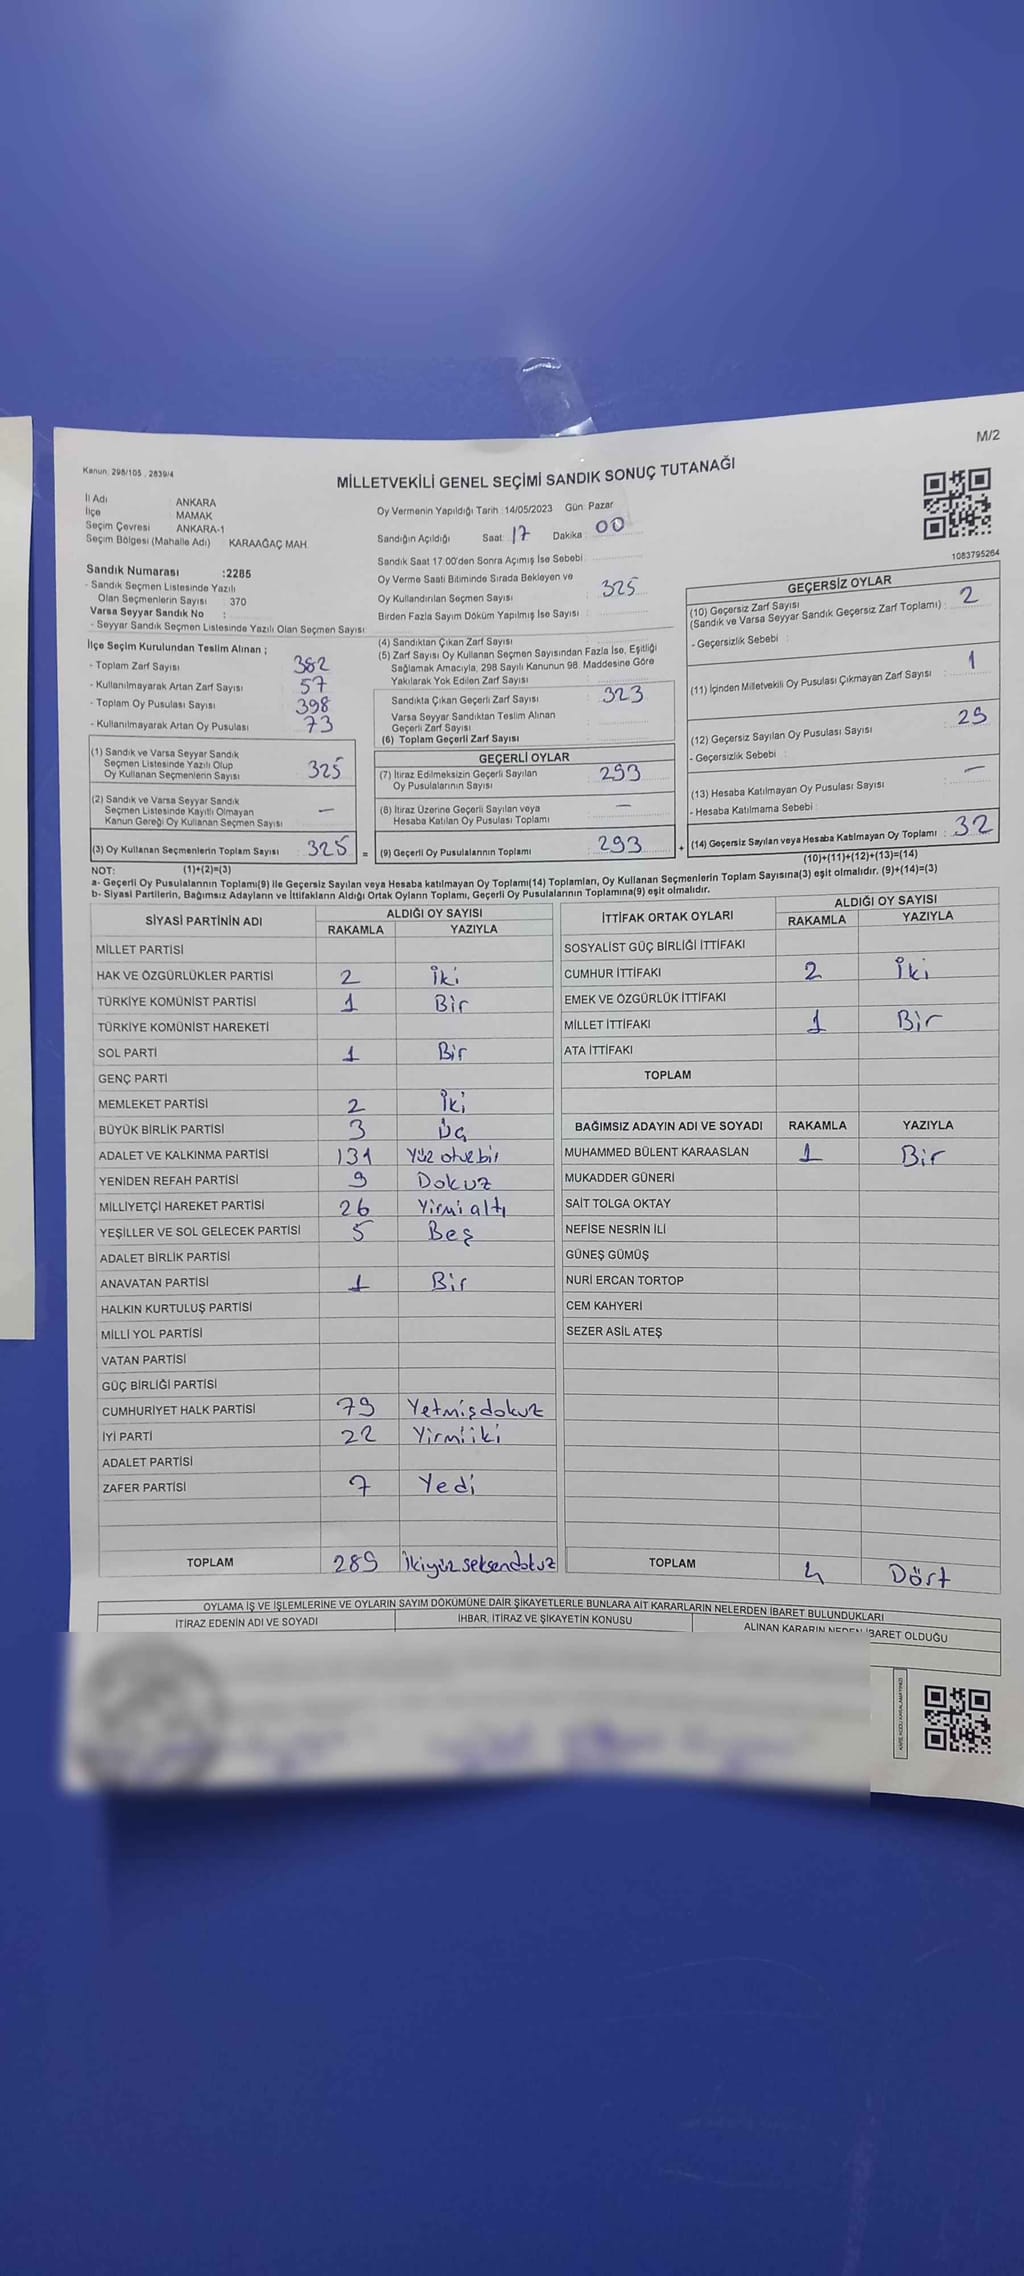 M/2
Kanun: 298/105 , 2839/4
MİLLETVEKİLİ GENEL SEÇİMİ SANDIK SONUÇ TUTANAĞI
İl Adı : ANKARA
İlçe : MAMAK
Seçim Çevresi : ANKARA-1
Seçim Bölgesi (Mahalle Adı) : KARAAĞAÇ MAH.
Sandık Numarası :2285
- Sandık Seçmen Listesinde Yazılı
Olan Seçmenlerin Sayısı : 370
Varsa Seyyar Sandık No :
- Seyyar Sandık Seçmen Listesinde Yazılı Olan Seçmen Sayısı:
İlçe Seçim Kurulundan Teslim Alınan ;
- Toplam Zarf Sayısı 382
- Kullanılmayarak Artan Zarf Sayısı 57
- Toplam Oy Pusulası Sayısı 398
- Kullanılmayarak Artan Oy Pusulası 73
(1) Sandık ve Varsa Seyyar Sandık
Seçmen Listesinde Yazılı Olup
Oy Kullanan Seçmenlerin Sayısı 325
(2) Sandık ve Varsa Seyyar Sandık
Seçmen Listesinde Kayıtlı Olmayan
Kanun Gereği Oy Kullanan Seçmen Sayısı —
(3) Oy Kullanan Seçmenlerin Toplam Sayısı : 325 =
Oy Vermenin Yapıldığı Tarih : 14/05/2023 Gün: Pazar
Sandığın Açıldığı Saat: 17 Dakika: 00
Sandık Saat 17.00'den Sonra Açımış İse Sebebi :
Oy Verme Saati Bitiminde Sırada Bekleyen ve
Oy Kullandırılan Seçmen Sayısı : 325
Birden Fazla Sayım Döküm Yapılmış İse Sayısı :
(4) Sandıktan Çıkan Zarf Sayısı
(5) Zarf Sayısı Oy Kullanan Seçmen Sayısından Fazla İse, Eşitliği
Sağlamak Amacıyla, 298 Sayılı Kanunun 98. Maddesine Göre
Yakılarak Yok Edilen Zarf Sayısı
Sandıkta Çıkan Geçerli Zarf Sayısı : 323
Varsa Seyyar Sandıktan Teslim Alınan
Geçerli Zarf Sayısı
(6) Toplam Geçerli Zarf Sayısı :
GEÇERLİ OYLAR
(7) İtiraz Edilmeksizin Geçerli Sayılan
Oy Pusulalarının Sayısı : 293
(8) İtiraz Üzerine Geçerli Sayılan veya
Hesaba Katılan Oy Pusulası Toplamı —
(9) Geçerli Oy Pusulalarının Toplamı : 293 +
1083795264
GEÇERSİZ OYLAR
(10) Geçersiz Zarf Sayısı
(Sandık ve Varsa Seyyar Sandık Geçersiz Zarf Toplamı) : 2
- Geçersizlik Sebebi :
(11) İçinden Milletvekili Oy Pusulası Çıkmayan Zarf Sayısı : 1
(12) Geçersiz Sayılan Oy Pusulası Sayısı 29
- Geçersizlik Sebebi :
(13) Hesaba Katılmayan Oy Pusulası Sayısı : —
- Hesaba Katılmama Sebebi :
(14) Geçersiz Sayılan veya Hesaba Katılmayan Oy Toplamı : 32
(10)+(11)+(12)+(13)=(14)
NOT: (1)+(2)=(3)
a- Geçerli Oy Pusulalarının Toplamı(9) ile Geçersiz Sayılan veya Hesaba katılmayan Oy Toplamı(14) Toplamları, Oy Kullanan Seçmenlerin Toplam Sayısına(3) eşit olmalıdır. (9)+(14)=(3)
b- Siyasi Partilerin, Bağımsız Adayların ve İttifakların Aldığı Ortak Oyların Toplamı, Geçerli Oy Pusulalarının Toplamına(9) eşit olmalıdır.
SİYASİ PARTİNİN ADI ALDIĞI OY SAYISI
RAKAMLA YAZIYLA
MİLLET PARTİSİ
HAK VE ÖZGÜRLÜKLER PARTİSİ 2 İki
TÜRKİYE KOMÜNİST PARTİSİ 1 Bir
TÜRKİYE KOMÜNİST HAREKETİ
SOL PARTİ 1 Bir
GENÇ PARTİ
MEMLEKET PARTİSİ 2 İki
BÜYÜK BİRLİK PARTİSİ 3 Üç
ADALET VE KALKINMA PARTİSİ 131 Yüz otuz bir
YENİDEN REFAH PARTİSİ 9 Dokuz
MİLLİYETÇİ HAREKET PARTİSİ 26 Yirmi altı
YEŞİLLER VE SOL GELECEK PARTİSİ 5 Beş
ADALET BİRLİK PARTİSİ
ANAVATAN PARTİSİ 1 Bir
HALKIN KURTULUŞ PARTİSİ
MİLLİ YOL PARTİSİ
VATAN PARTİSİ
GÜÇ BİRLİĞİ PARTİSİ
CUMHURİYET HALK PARTİSİ 79 Yetmişdokuz
İYİ PARTİ 22 Yirmiiki
ADALET PARTİSİ
ZAFER PARTİSİ 7 Yedi
TOPLAM 289 İkiyüz seksendokuz
İTTİFAK ORTAK OYLARI ALDIĞI OY SAYISI
RAKAMLA YAZIYLA
SOSYALİST GÜÇ BİRLİĞİ İTTİFAKI
CUMHUR İTTİFAKI 2 İki
EMEK VE ÖZGÜRLÜK İTTİFAKI
MİLLET İTTİFAKI 1 Bir
ATA İTTİFAKI
TOPLAM
BAĞIMSIZ ADAYIN ADI VE SOYADI RAKAMLA YAZIYLA
MUHAMMED BÜLENT KARAASLAN 1 Bir
MUKADDER GÜNERİ
SAİT TOLGA OKTAY
NEFİSE NESRİN İLİ
GÜNEŞ GÜMÜŞ
NURİ ERCAN TORTOP
CEM KAHYERİ
SEZER ASİL ATEŞ
TOPLAM 4 Dört
OYLAMA İŞ VE İŞLEMLERİNE VE OYLARIN SAYIM DÖKÜMÜNE DAİR ŞİKAYETLERLE BUNLARA AİT KARARLARIN NELERDEN İBARET BULUNDUKLARI
İTİRAZ EDENİN ADI VE SOYADI İHBAR, İTİRAZ VE ŞİKAYETİN KONUSU ALINAN KARARIN NEDEN İBARET OLDUĞU